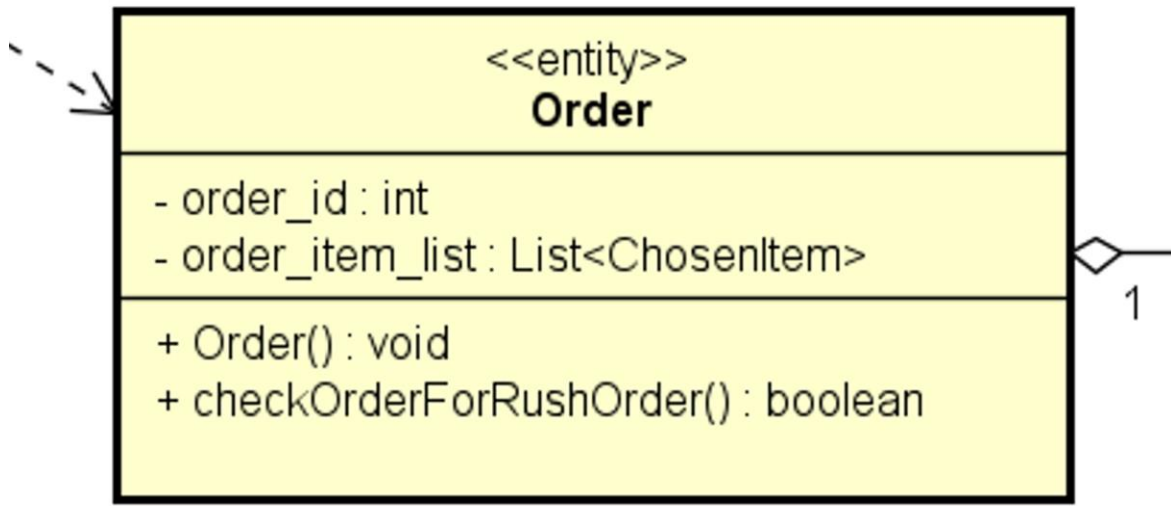 <<entity>>
Order
- order_id : int
- order_item_list : List<ChosenItem>
1
+ Order() : void
+ checkOrderForRushOrder() : boolean